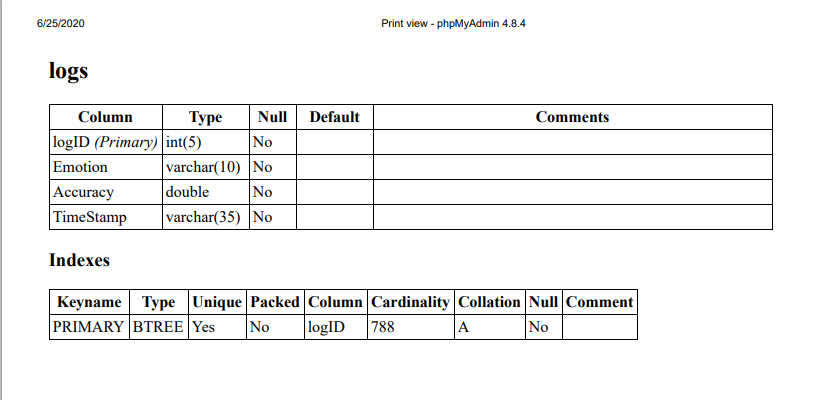 6/25/2020 Print view - phpMyAdmin 4.8.4
logs
Column Type Null Default Comments
logID (Primary) int(5) No
Emotion varchar(10) No
Accuracy double No
TimeStamp varchar(35) No
Indexes
Keyname Type Unique Packed Column Cardinality Collation Null Comment
PRIMARY BTREE Yes No logID 788 A No